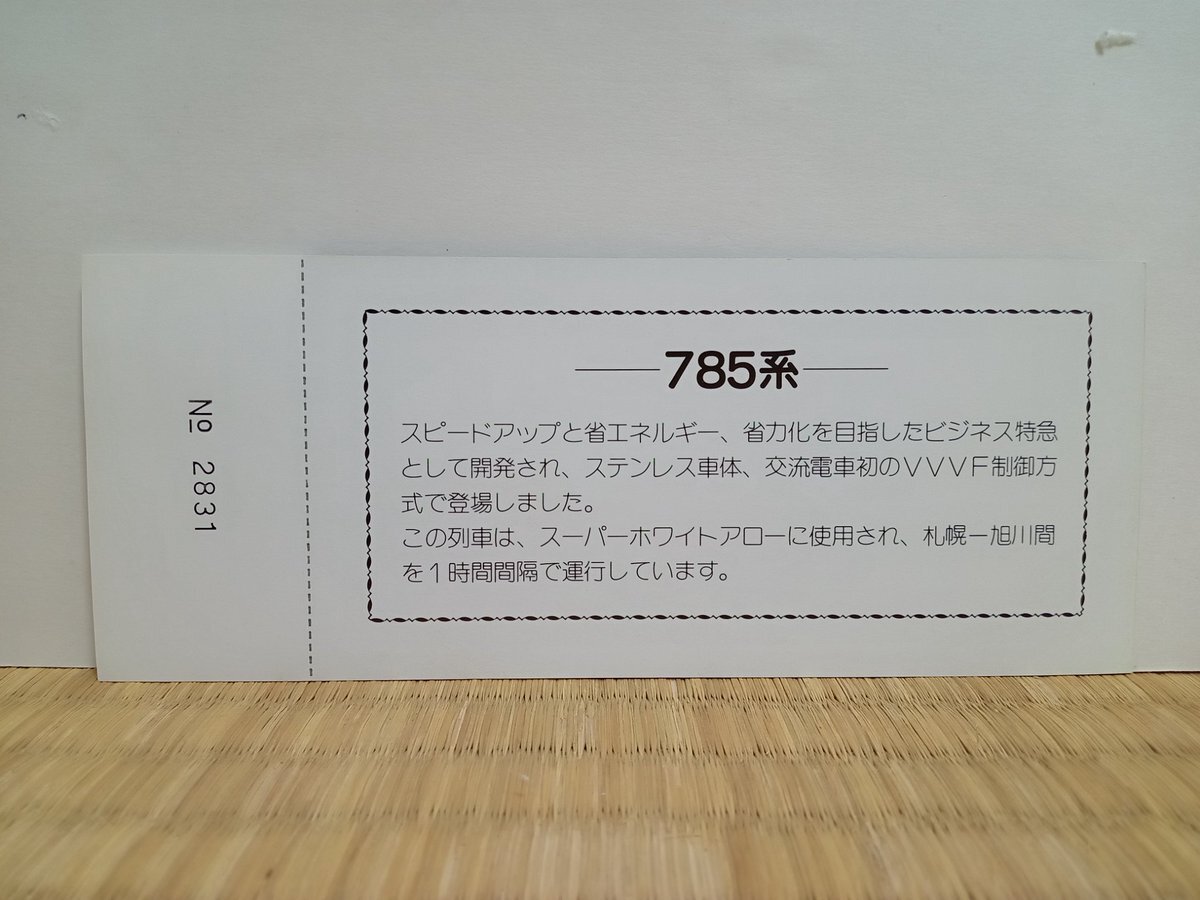 № 2831
785系
スピードアップと省エネルギー、省力化を目指したビジネス特急
として開発され、ステンレス車体、交流電車初のVVVF制御方
式で登場しました。
この列車は、スーパーホワイトアローに使用され、札幌ー旭川間
を1時間間隔で運行しています。